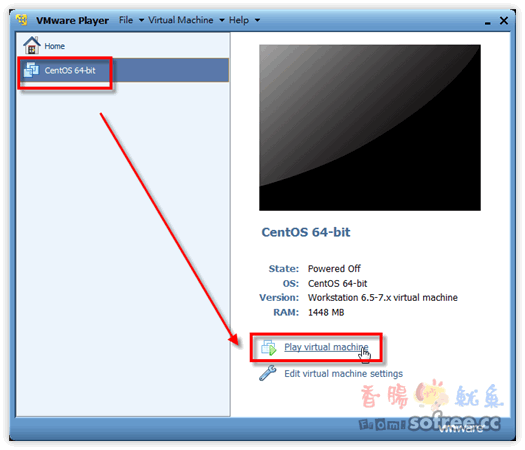 VMware Player File Virtual Machine Help
Home
CentOS 64-bit
CentOS 64-bit
State: Powered Off
OS: CentOS 64-bit
Version: Workstation 6.5-7.x virtual machine
RAM: 1448 MB
Play virtual machine
Edit virtual machine settings
香腸 魷魚
sofree.cc
vmware